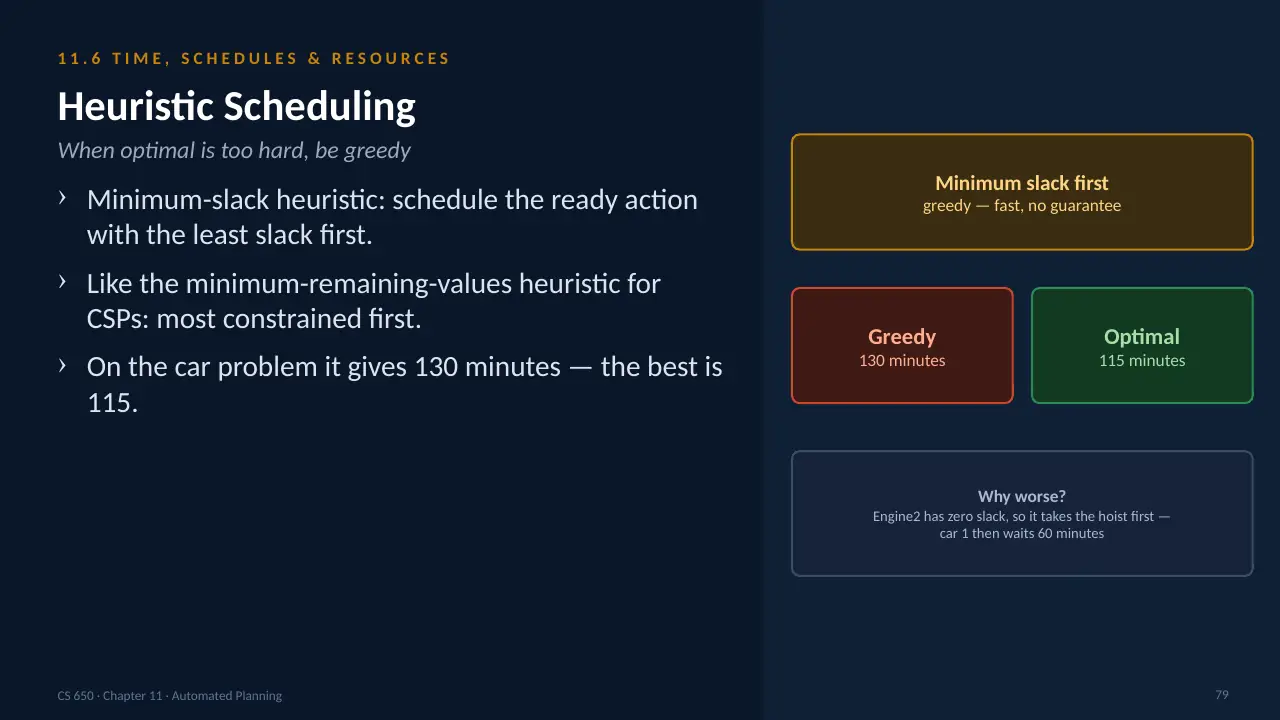 11.6 TIME, SCHEDULES & RESOURCES
Heuristic Scheduling
When optimal is too hard, be greedy
› Minimum-slack heuristic: schedule the ready action
with the least slack first.
› Like the minimum-remaining-values heuristic for
CSPs: most constrained first.
› On the car problem it gives 130 minutes — the best is
115.
Minimum slack first
greedy — fast, no guarantee
Greedy
130 minutes
Optimal
115 minutes
Why worse?
Engine2 has zero slack, so it takes the hoist first —
car 1 then waits 60 minutes
CS 650 · Chapter 11 · Automated Planning
79